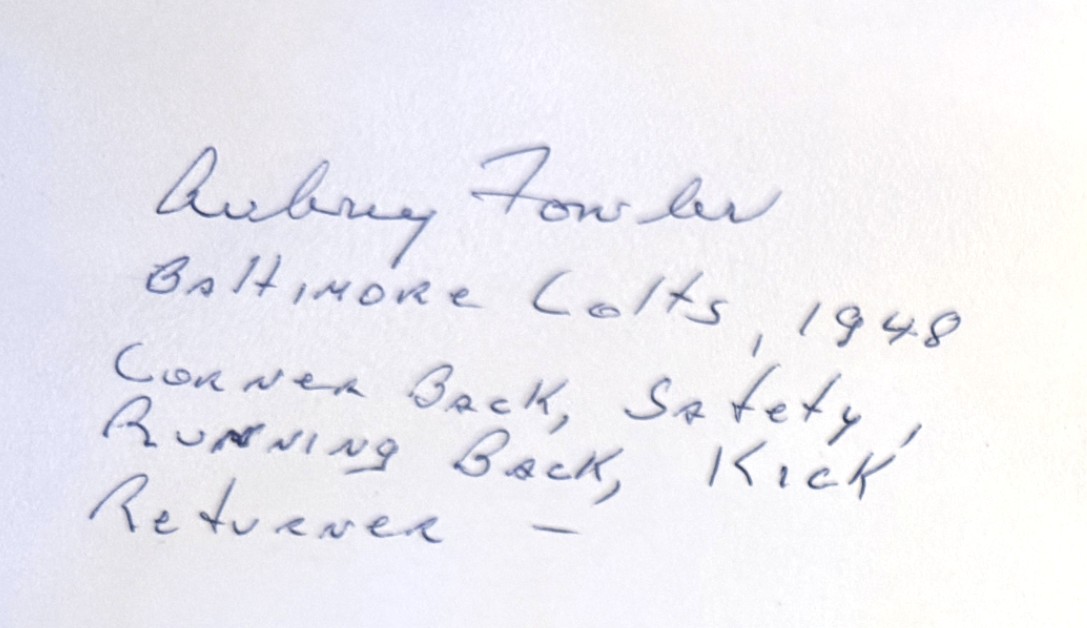 Aubrey Fowler
Baltimore Colts, 1948
Corner Back, Safety,
Running Back, Kick
Returner –